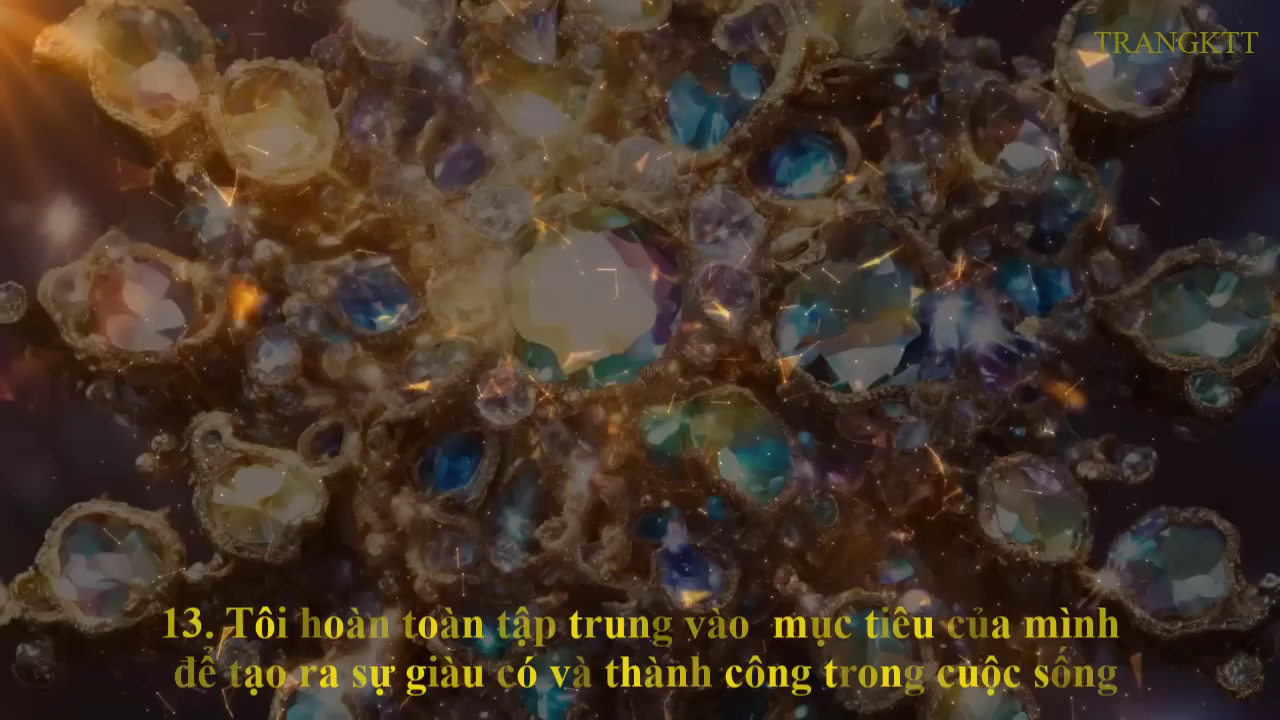 TRANGKTT
13. Tôi hoàn toàn tập trung vào mục tiêu của mình
để tạo ra sự giàu có và thành công trong cuộc sống